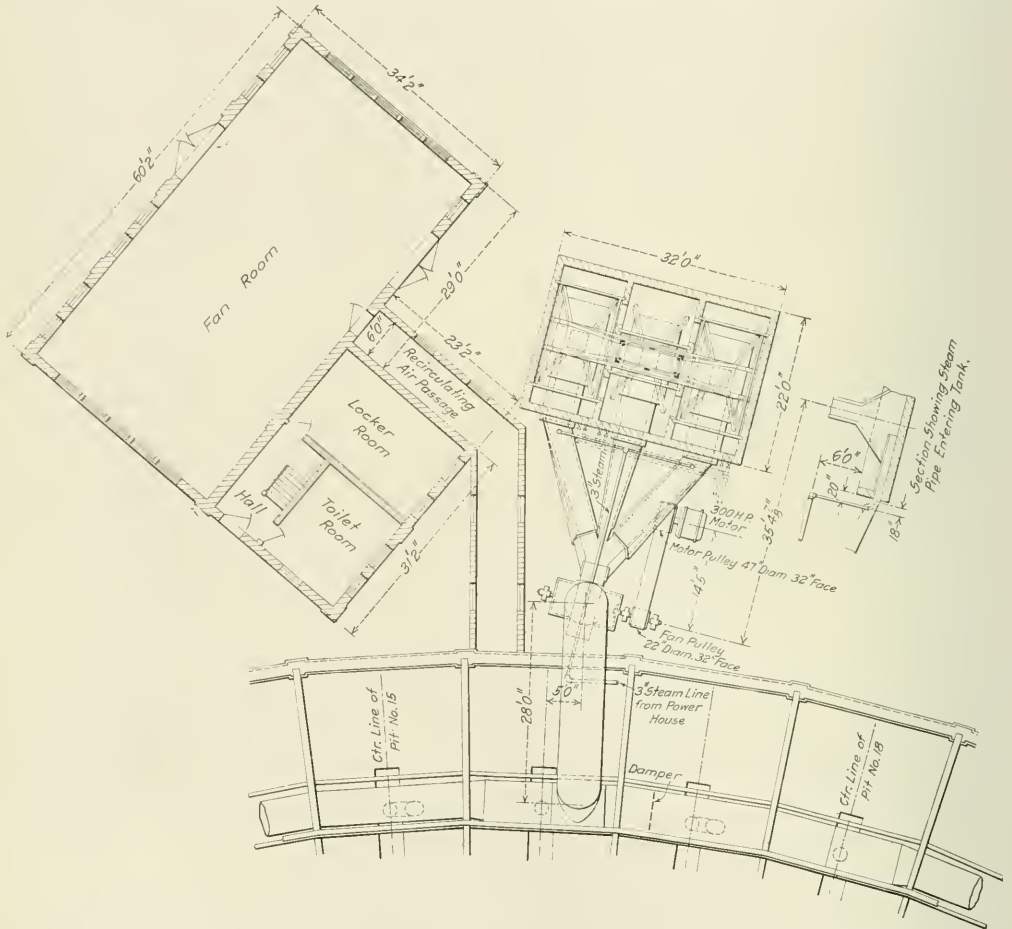 34'2"
60'2"
Fan Room
29'0"
6'0"
23'2"
Recirculating
Air Passage
Locker
Room
Hall
Toilet
Room
31'2"
32'0"
22'0"
3" Steam
300 H.P.
Motor
Motor Pulley 47" Diam. 32" Face
14'5"
35'4 7/8"
Fan Pulley
22" Diam. 32" Face
6'0"
20"
18"
Section Showing Steam
Pipe Entering Tank.
28'0"
5'0"
3" Steam Line
from Power
House
Damper
Ctr. Line of
Pit No. 15
Ctr. Line of
Pit No. 18